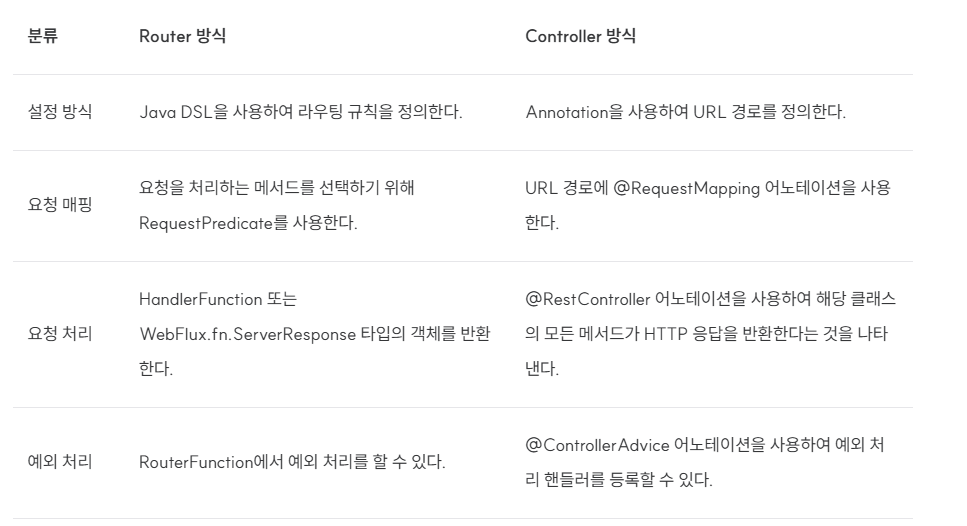 분류 Router 방식 Controller 방식
설정 방식 Java DSL을 사용하여 라우팅 규칙을 정의한다. Annotation을 사용하여 URL 경로를 정의한다.
요청 매핑 요청을 처리하는 메서드를 선택하기 위해
RequestPredicate를 사용한다.
URL 경로에 @RequestMapping 어노테이션을 사용
한다.
요청 처리 HandlerFunction 또는
WebFlux.fn.ServerResponse 타입의 객체를 반환
한다.
@RestController 어노테이션을 사용하여 해당 클래스
의 모든 메서드가 HTTP 응답을 반환한다는 것을 나타
낸다.
예외 처리 RouterFunction에서 예외 처리를 할 수 있다.
@ControllerAdvice 어노테이션을 사용하여 예외 처
리 핸들러를 등록할 수 있다.